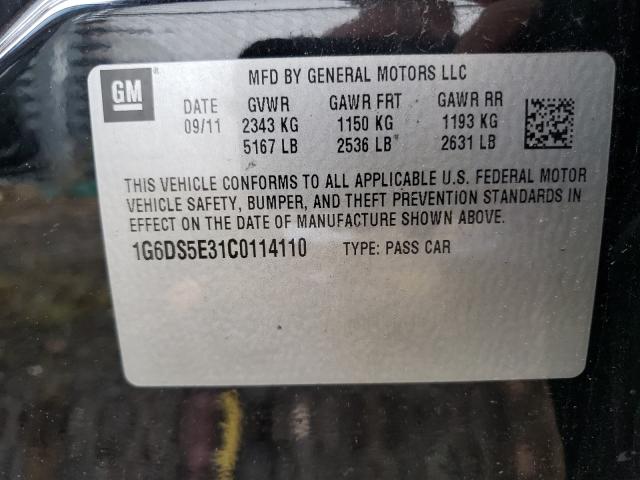 GM
MFD BY GENERAL MOTORS LLC
DATE GVWR GAWR FRT GAWR RR
09/11 2343 KG 1150 KG 1193 KG
5167 LB 2536 LB 2631 LB
THIS VEHICLE CONFORMS TO ALL APPLICABLE U.S. FEDERAL MOTOR
VEHICLE SAFETY, BUMPER, AND THEFT PREVENTION STANDARDS IN
EFFECT ON THE DATE OF MANUFACTURE SHOWN ABOVE.
1G6DS5E31C0114110 TYPE: PASS CAR